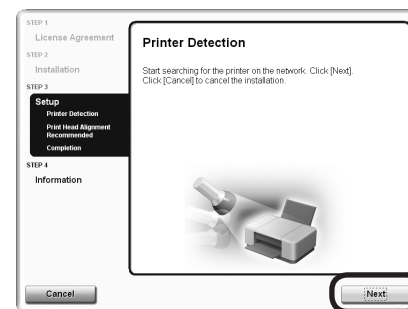 STEP 1
License Agreement
STEP 2
Installation
STEP 3
Setup
Printer Detection
Print Head Alignment
Recommended
Completion
STEP 4
Information
Printer Detection
Start searching for the printer on the network. Click [Next].
Click [Cancel] to cancel the installation.
Cancel
Next